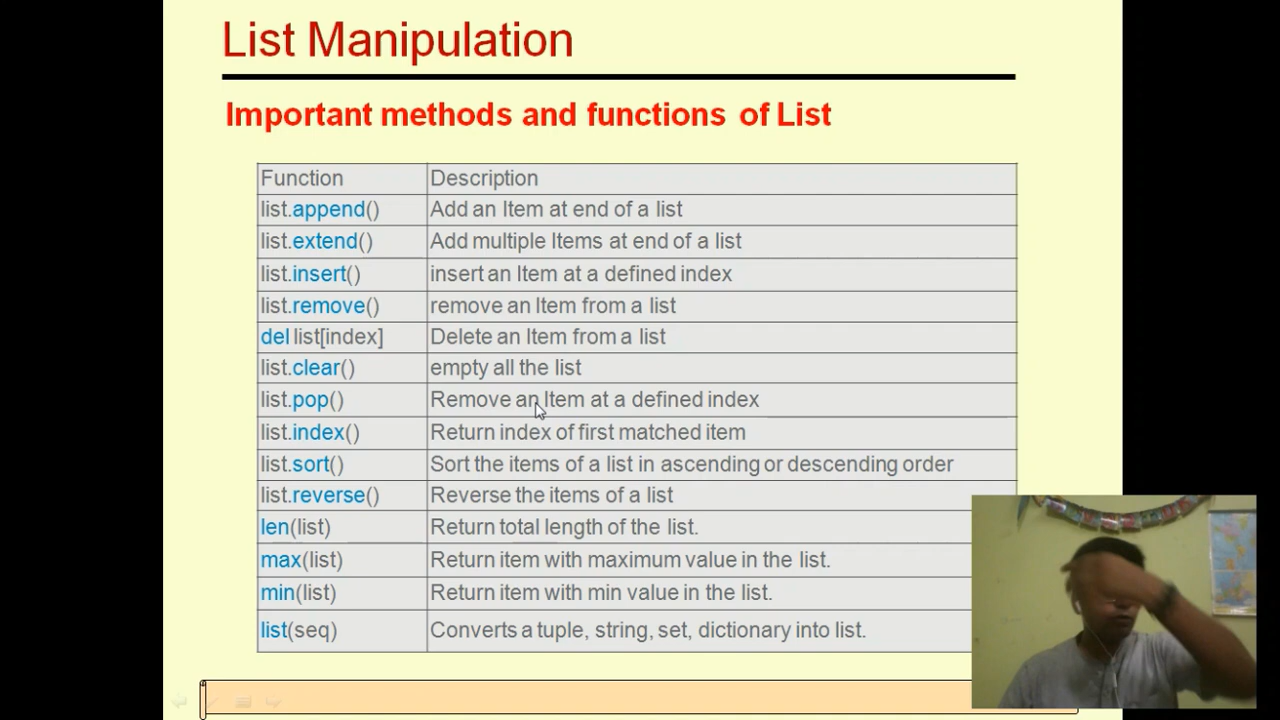 List Manipulation
Important methods and functions of List
Function Description
list.append() Add an Item at end of a list
list.extend() Add multiple Items at end of a list
list.insert() insert an Item at a defined index
list.remove() remove an Item from a list
del list[index] Delete an Item from a list
list.clear() empty all the list
list.pop() Remove an Item at a defined index
list.index() Return index of first matched item
list.sort() Sort the items of a list in ascending or descending order
list.reverse() Reverse the items of a list
len(list) Return total length of the list.
max(list) Return item with maximum value in the list.
min(list) Return item with min value in the list.
list(seq) Converts a tuple, string, set, dictionary into list.